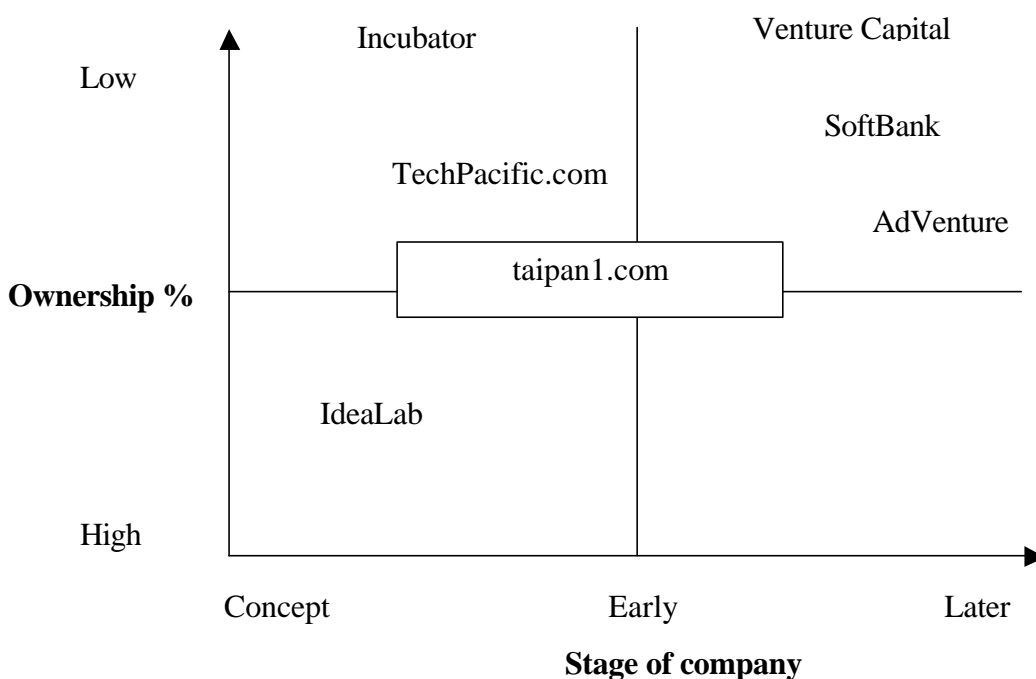 Incubator
Venture Capital
Low
SoftBank
TechPacific.com
AdVenture
taipan1.com
Ownership %
IdeaLab
High
Concept
Early
Later
Stage of company